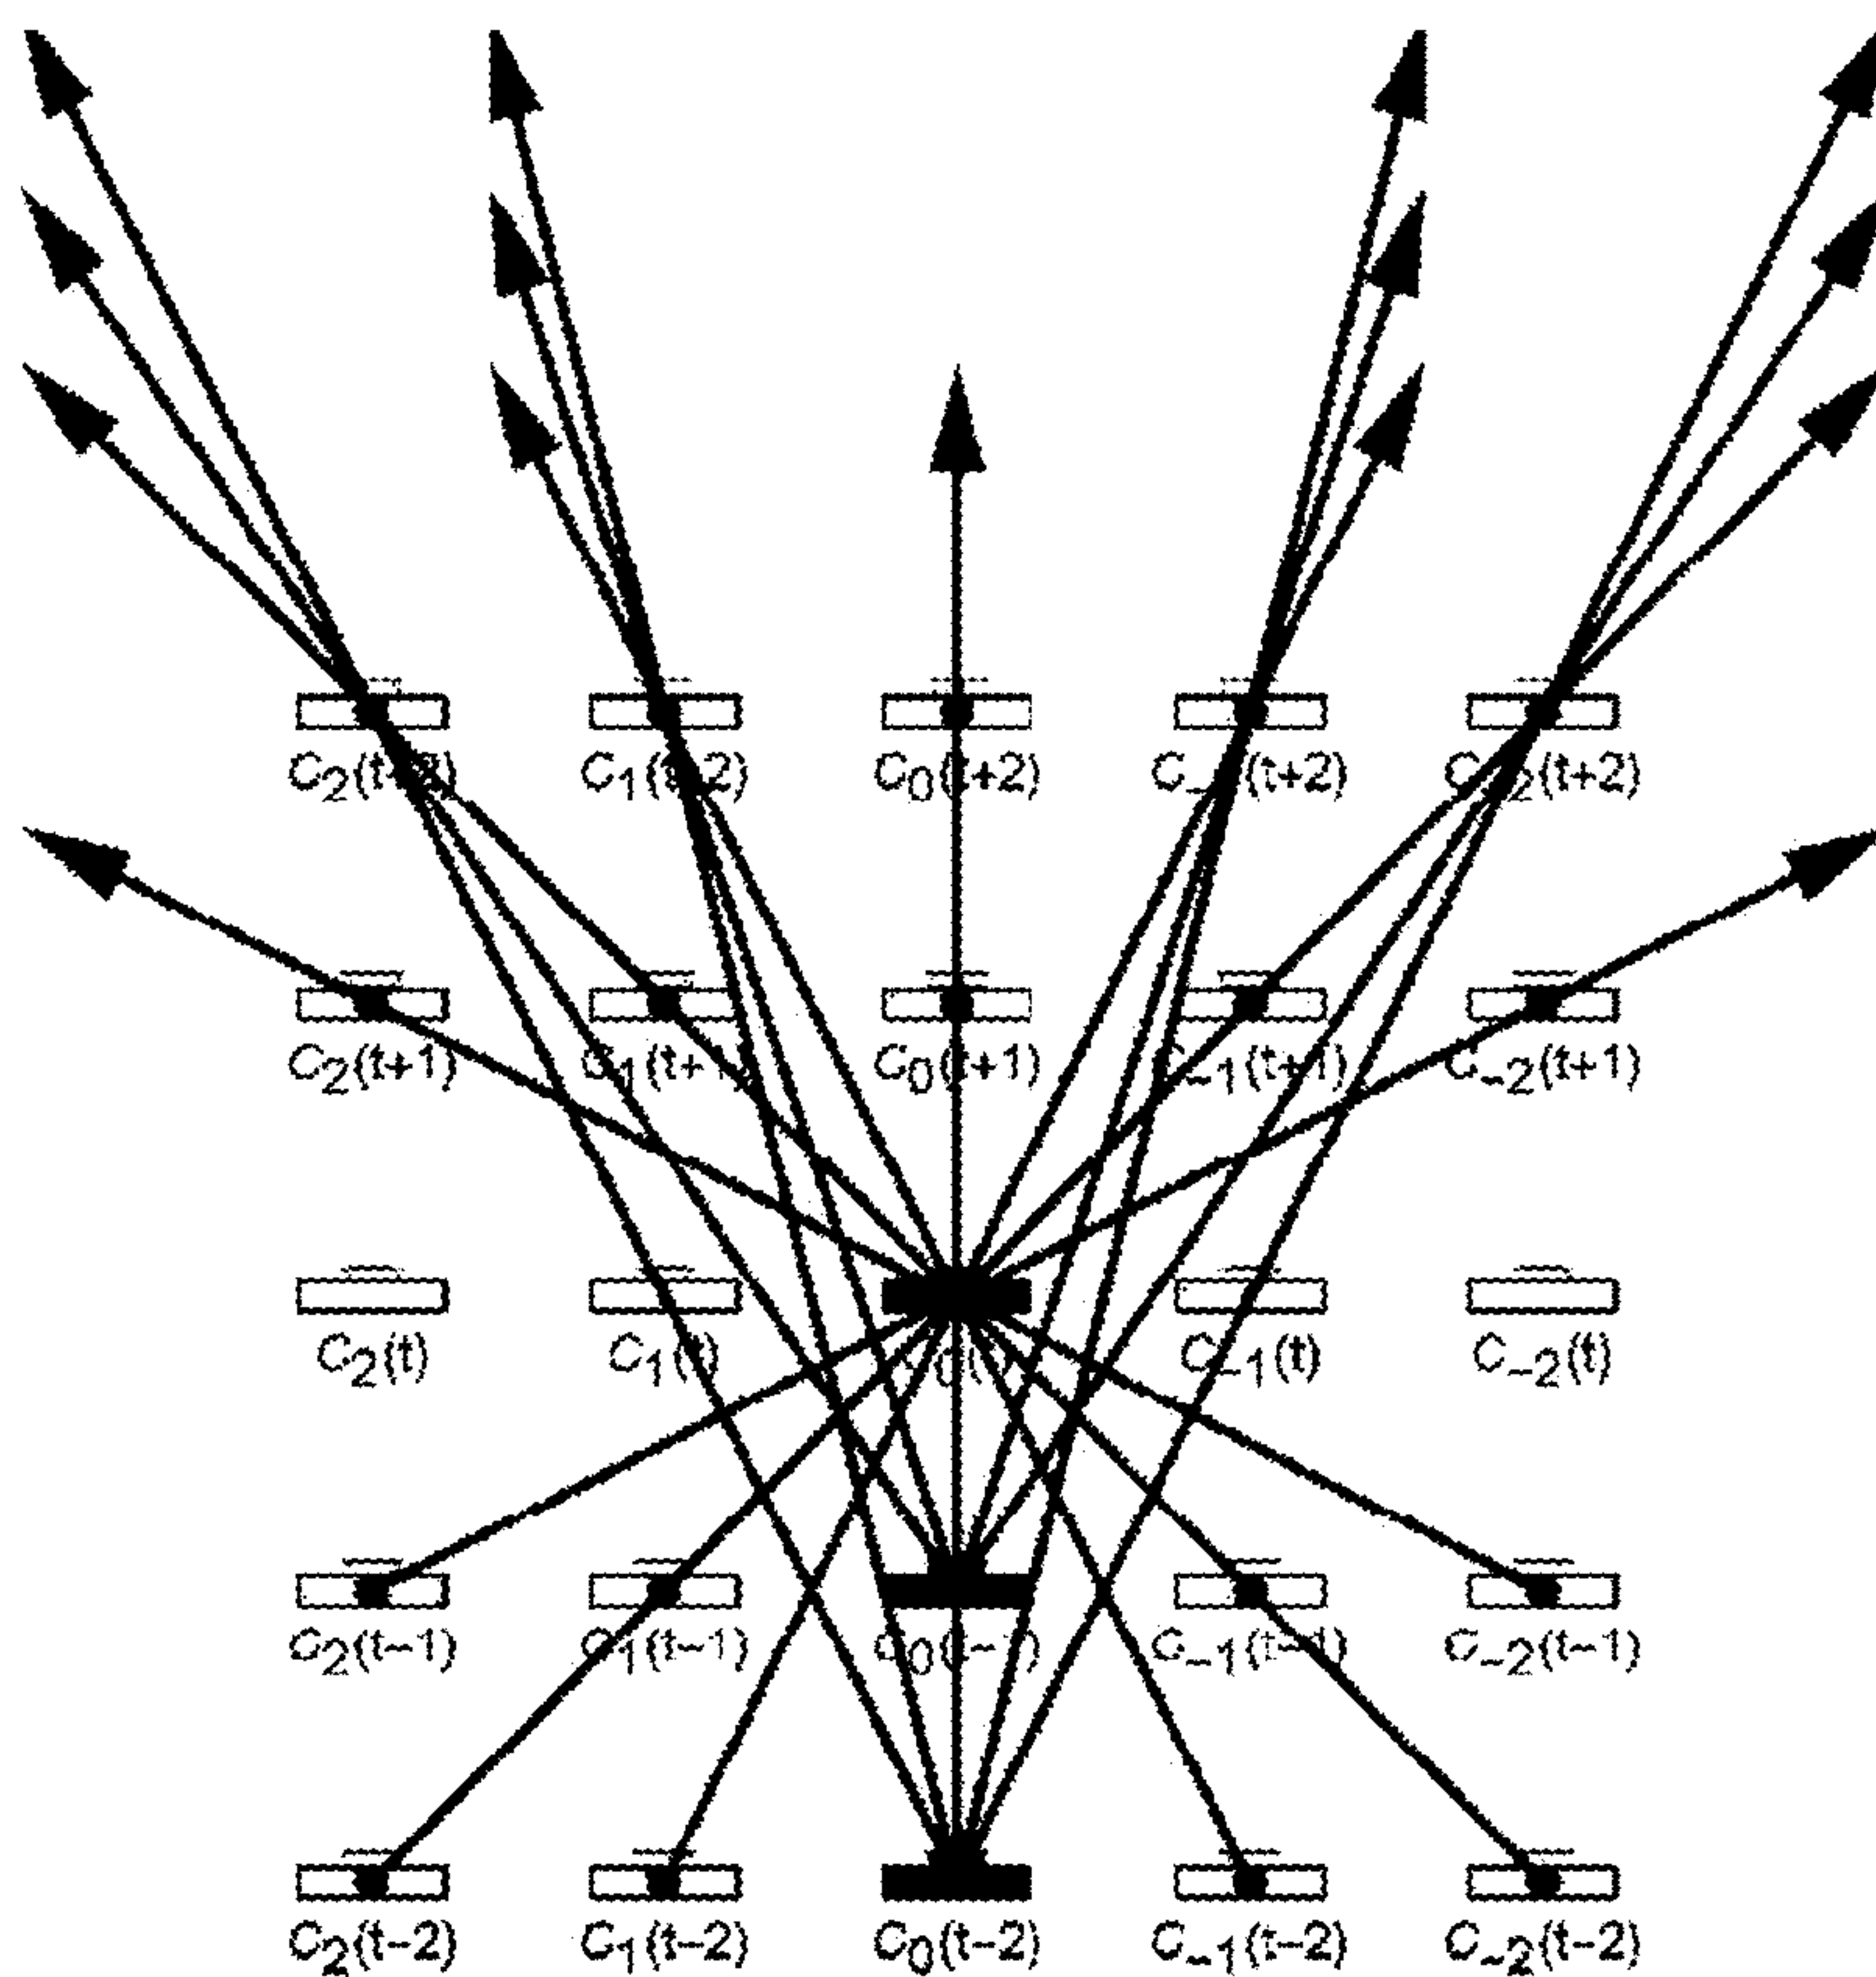 C2(t+2) C1(t+2) C0(t+2) C-1(t+2) C-2(t+2)
C2(t+1) C1(t+1) C0(t+1) C-1(t+1) C-2(t+1)
C2(t) C1(t) C-1(t) C-2(t)
C2(t-1) C1(t-1) C0(t-1) C-1(t-1) C-2(t-1)
C2(t-2) C1(t-2) C0(t-2) C-1(t-2) C-2(t-2)